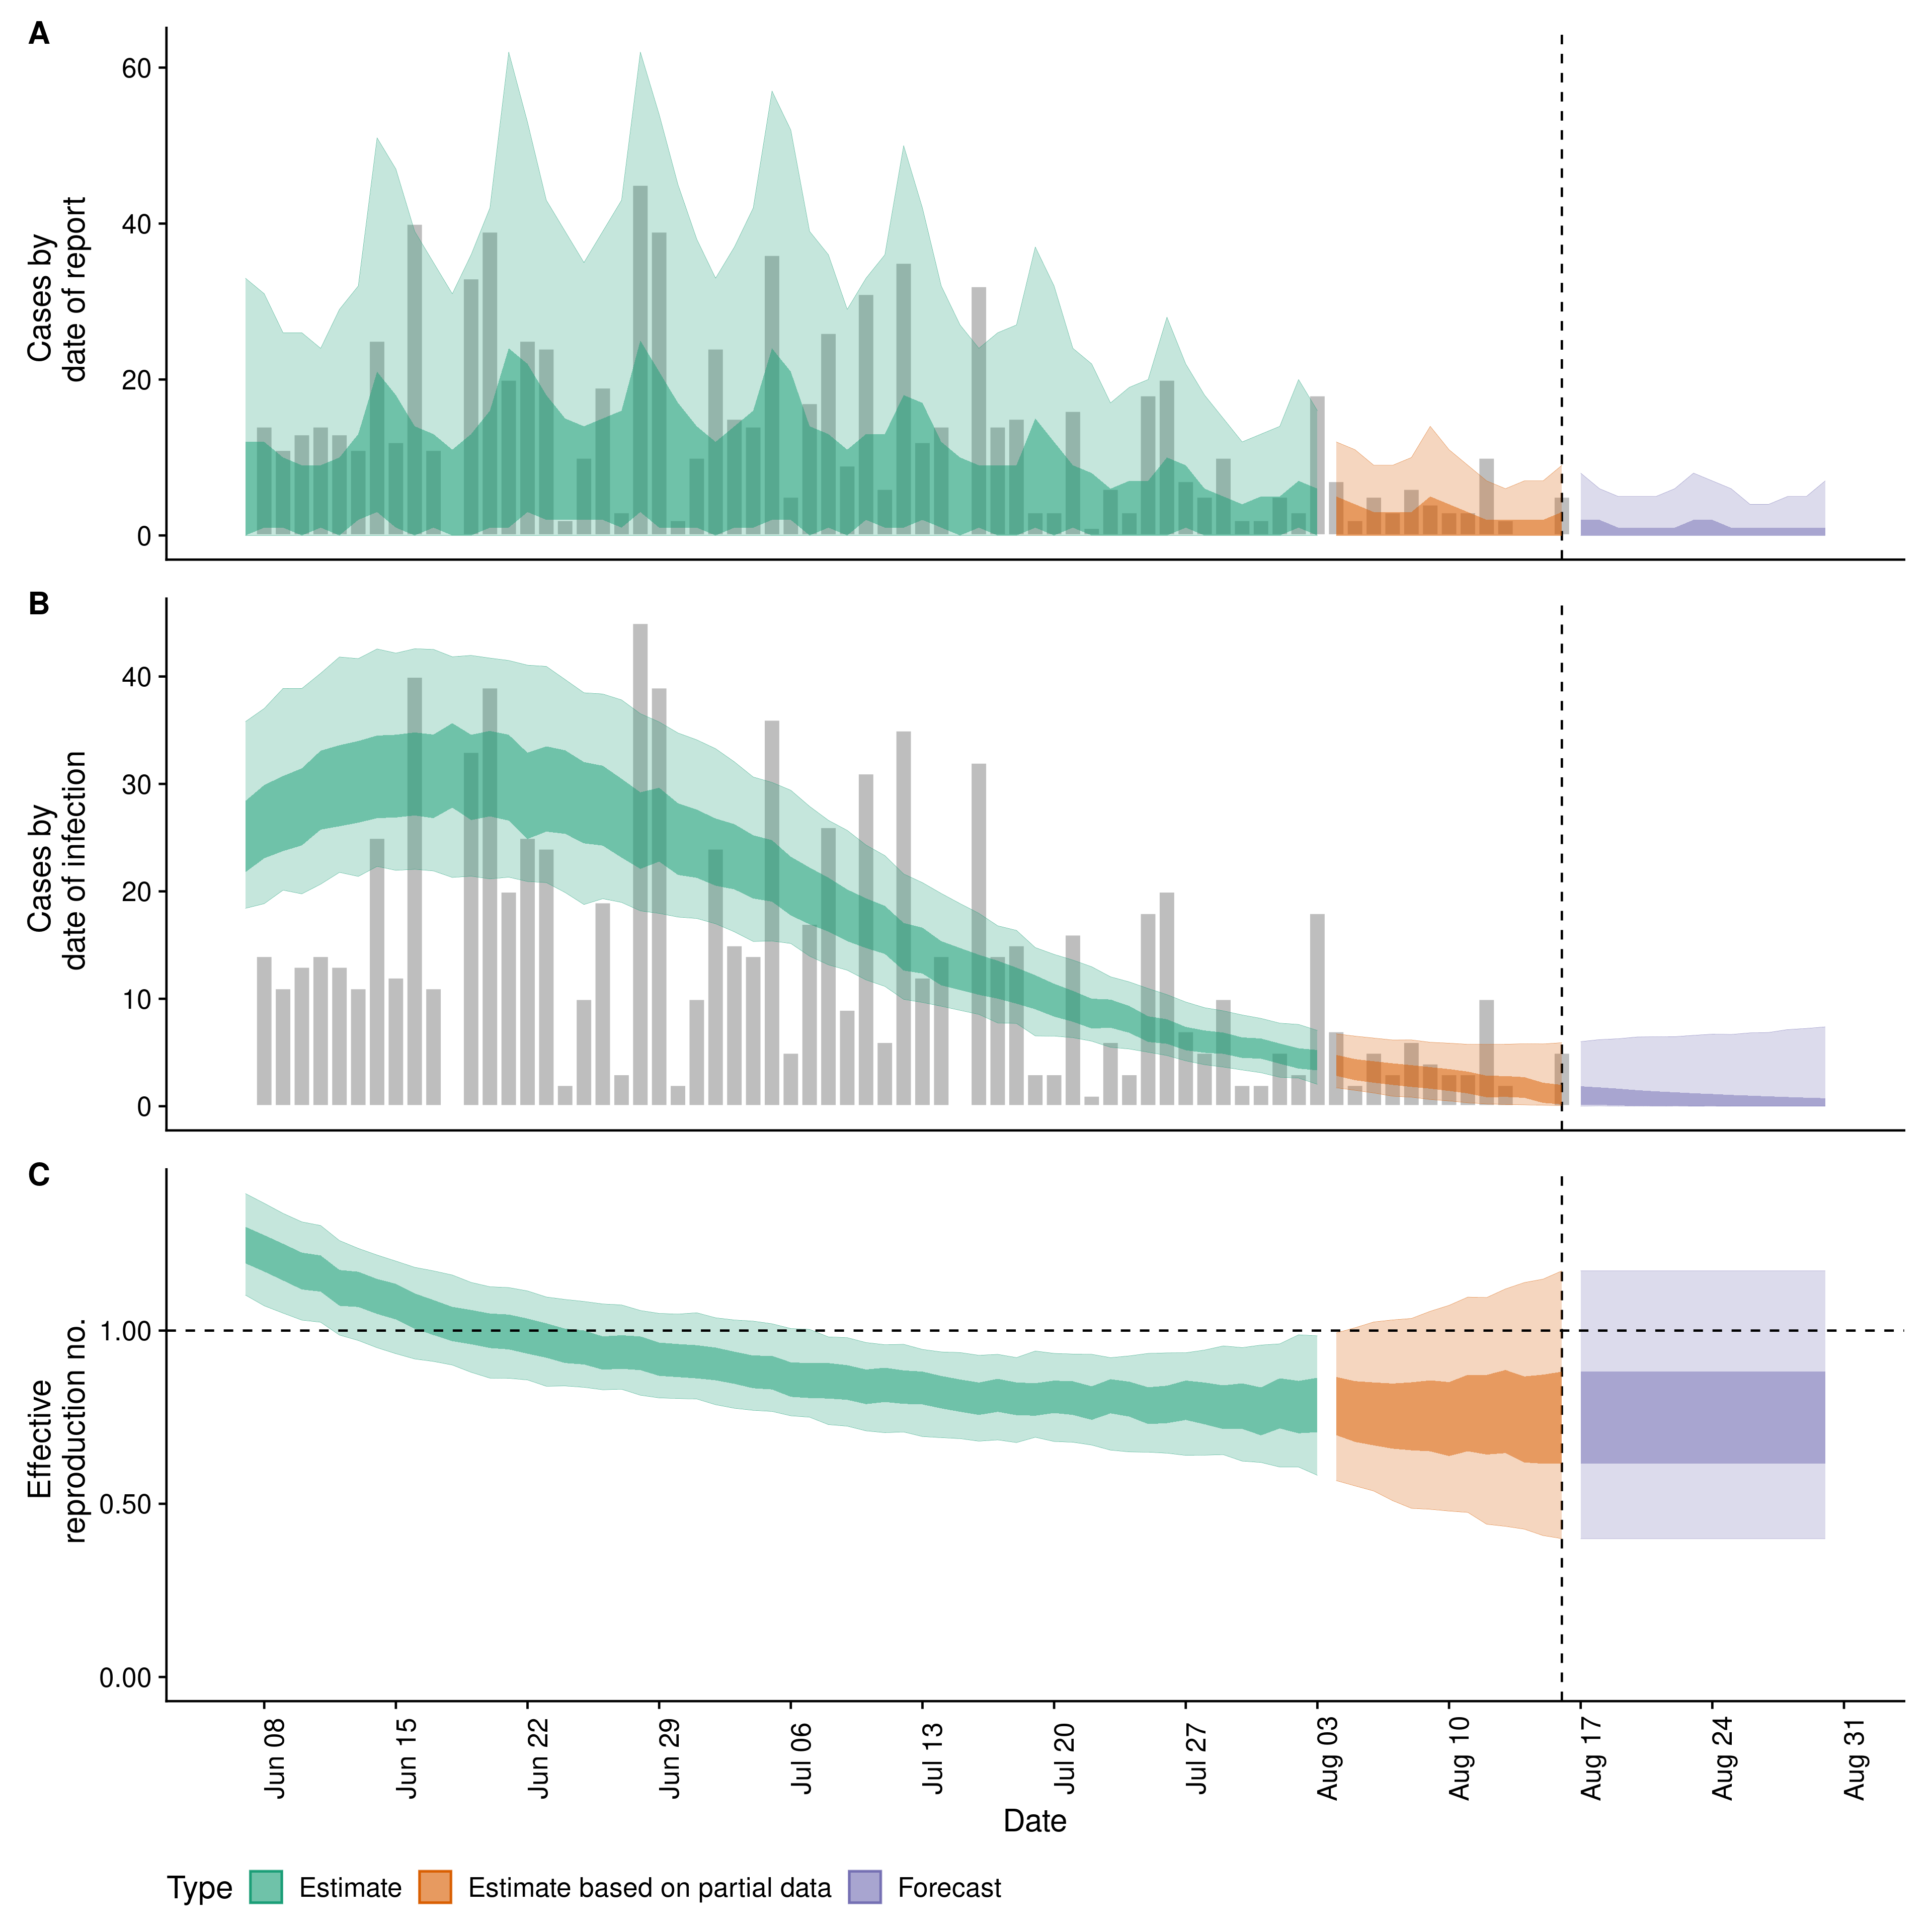 A
60
40
20
0
Cases by
date of report
B
40
30
20
10
0
Cases by
date of infection
C
1.00
0.50
0.00
Effective
reproduction no.
Jun 08
Jun 15
Jun 22
Jun 29
Jul 06
Jul 13
Jul 20
Jul 27
Aug 03
Aug 10
Aug 17
Aug 24
Aug 31
Date
Type Estimate Estimate based on partial data Forecast